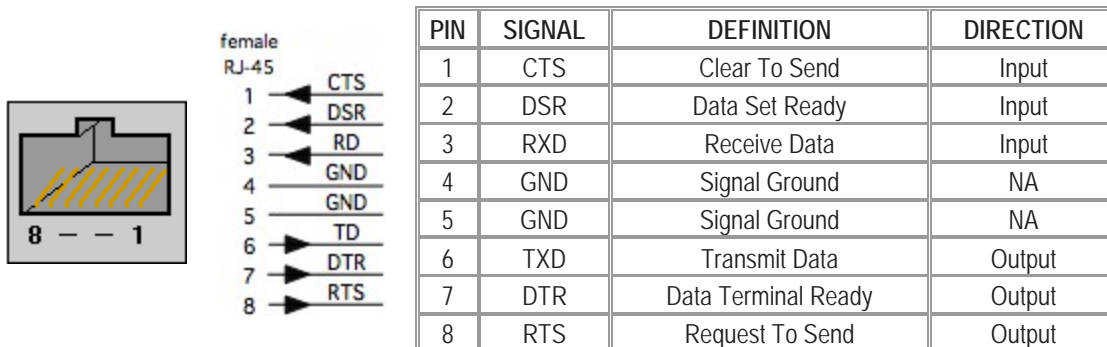 8 - - 1
female
RJ-45
1 CTS
2 DSR
3 RD
4 GND
5 GND
6 TD
7 DTR
8 RTS
PIN SIGNAL DEFINITION DIRECTION
1 CTS Clear To Send Input
2 DSR Data Set Ready Input
3 RXD Receive Data Input
4 GND Signal Ground NA
5 GND Signal Ground NA
6 TXD Transmit Data Output
7 DTR Data Terminal Ready Output
8 RTS Request To Send Output